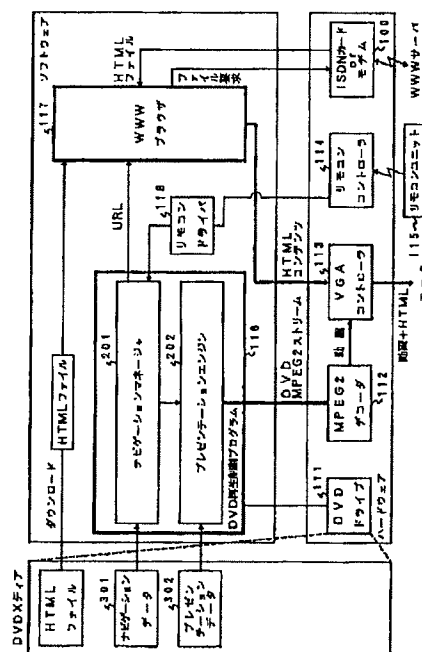 DVDメディア
HTML
ファイル
301
ナビゲーション
データ
302
プレゼン
テーション
データ
ダウンロード
HTMLファイル
ソフトウェア
117
WWW
ブラウザ
HTML
ファイル
ファイル要求
URL
118
リモコン
ドライバ
201
ナビゲーションマネージャ
202
プレゼンテーションエンジン
DVD再生制御プログラム
116
DVD
MPEG2ストリーム
HTML
コンテンツ
ハードウェア
111
DVD
ドライブ
MPEG2
デコーダ
112
動画
113
VGA
コントローラ
114
リモコン
コントローラ
ISDNカード
or
モデム
100
動画+HTML
115
リモコンユニット
WWWサーバ